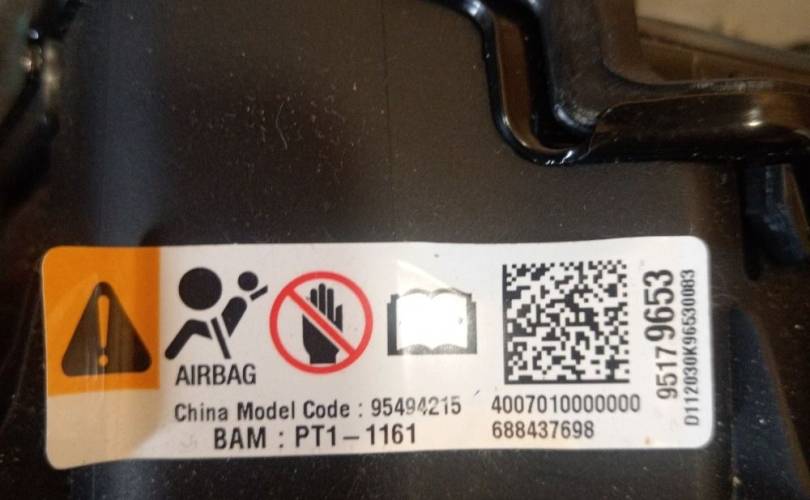 AIRBAG
China Model Code : 95494215
BAM : PT1-1161
4007010000000
688437698
95179653
D112030K96530083